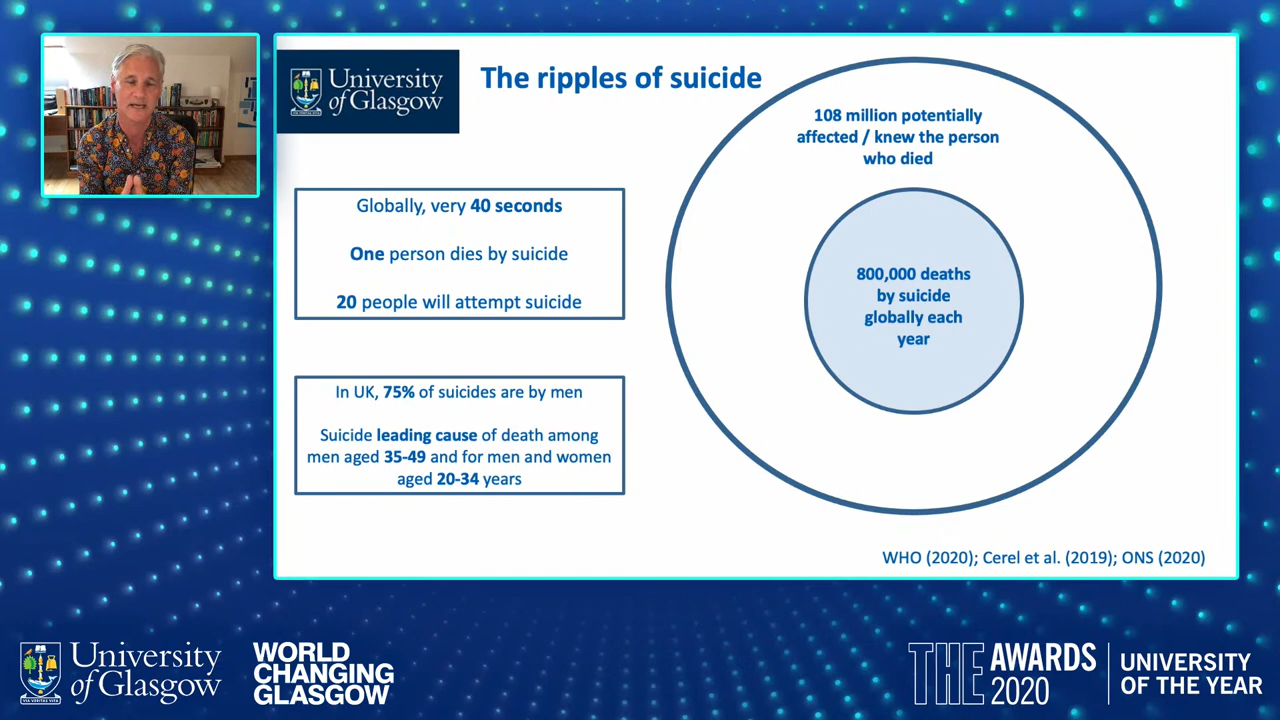 University
of Glasgow
The ripples of suicide
108 million potentially
affected / knew the person
who died
Globally, very 40 seconds
One person dies by suicide
20 people will attempt suicide
800,000 deaths
by suicide
globally each
year
In UK, 75% of suicides are by men
Suicide leading cause of death among
men aged 35-49 and for men and women
aged 20-34 years
WHO (2020); Cerel et al. (2019); ONS (2020)
University
of Glasgow
WORLD
CHANGING
GLASGOW
THE AWARDS
2020
UNIVERSITY
OF THE YEAR